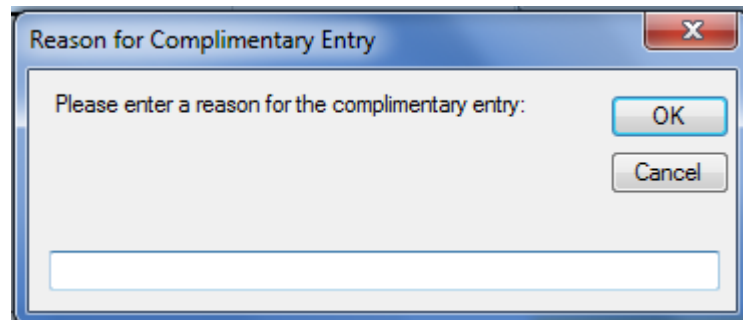 Reason for Complimentary Entry
Please enter a reason for the complimentary entry:
OK
Cancel